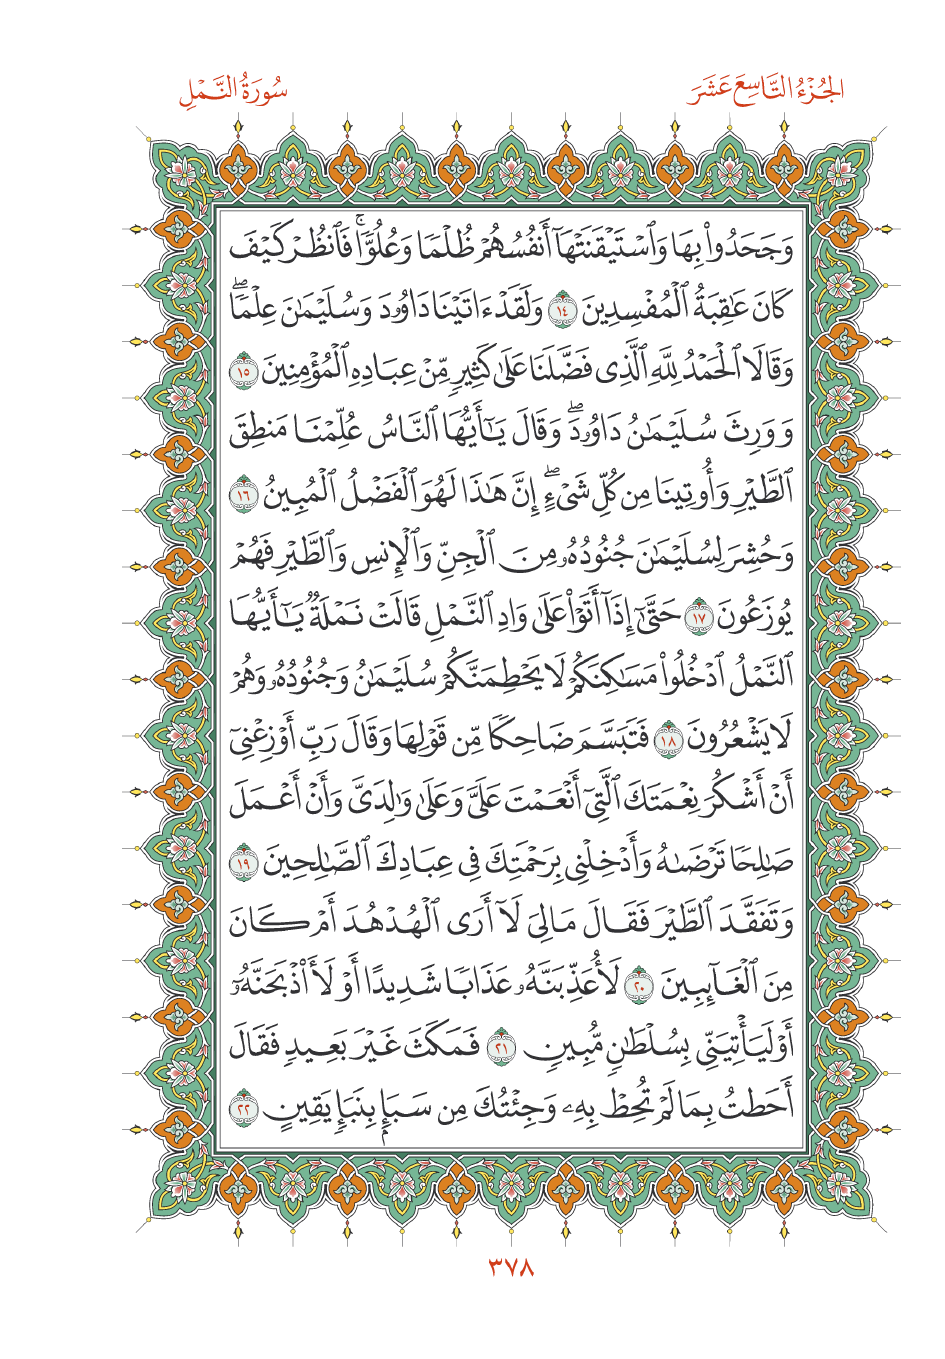 الجُزْءُ التَّاسِعَ عَشَرَ
سُورَةُ النَّمْلِ
وَجَحَدُواْ بِهَا وَٱسْتَيْقَنَتْهَآ أَنفُسُهُمْ ظُلْمًا وَعُلُوًّاۚ فَٱنظُرْ كَيْفَ
كَانَ عَٰقِبَةُ ٱلْمُفْسِدِينَ ١٤ وَلَقَدْ ءَاتَيْنَا دَاوُۥدَ وَسُلَيْمَٰنَ عِلْمًاۖ
وَقَالَا ٱلْحَمْدُ لِلَّهِ ٱلَّذِى فَضَّلَنَا عَلَىٰ كَثِيرٍ مِّنْ عِبَادِهِ ٱلْمُؤْمِنِينَ ١٥
وَوَرِثَ سُلَيْمَٰنُ دَاوُۥدَۖ وَقَالَ يَٰٓأَيُّهَا ٱلنَّاسُ عُلِّمْنَا مَنطِقَ
ٱلطَّيْرِ وَأُوتِينَا مِن كُلِّ شَىْءٍۖ إِنَّ هَٰذَا لَهُوَ ٱلْفَضْلُ ٱلْمُبِينُ ١٦
وَحُشِرَ لِسُلَيْمَٰنَ جُنُودُهُۥ مِنَ ٱلْجِنِّ وَٱلْإِنسِ وَٱلطَّيْرِ فَهُمْ
يُوزَعُونَ ١٧ حَتَّىٰٓ إِذَآ أَتَوْاْ عَلَىٰ وَادِ ٱلنَّمْلِ قَالَتْ نَمْلَةٌ يَٰٓأَيُّهَا
ٱلنَّمْلُ ٱدْخُلُواْ مَسَٰكِنَكُمْ لَا يَحْطِمَنَّكُمْ سُلَيْمَٰنُ وَجُنُودُهُۥ وَهُمْ
لَا يَشْعُرُونَ ١٨ فَتَبَسَّمَ ضَاحِكًا مِّن قَوْلِهَا وَقَالَ رَبِّ أَوْزِعْنِىٓ
أَنْ أَشْكُرَ نِعْمَتَكَ ٱلَّتِىٓ أَنْعَمْتَ عَلَىَّ وَعَلَىٰ وَٰلِدَىَّ وَأَنْ أَعْمَلَ
صَٰلِحًا تَرْضَىٰهُ وَأَدْخِلْنِى بِرَحْمَتِكَ فِى عِبَادِكَ ٱلصَّٰلِحِينَ ١٩
وَتَفَقَّدَ ٱلطَّيْرَ فَقَالَ مَا لِىَ لَآ أَرَى ٱلْهُدْهُدَ أَمْ كَانَ
مِنَ ٱلْغَآئِبِينَ ٢٠ لَأُعَذِّبَنَّهُۥ عَذَابًا شَدِيدًا أَوْ لَأَاْذْبَحَنَّهُۥٓ
أَوْ لَيَأْتِيَنِّى بِسُلْطَٰنٍ مُّبِينٍ ٢١ فَمَكَثَ غَيْرَ بَعِيدٍ فَقَالَ
أَحَطتُ بِمَا لَمْ تُحِطْ بِهِۦ وَجِئْتُكَ مِن سَبَإٍۭ بِنَبَإٍ يَقِينٍ ٢٢
٣٧٨